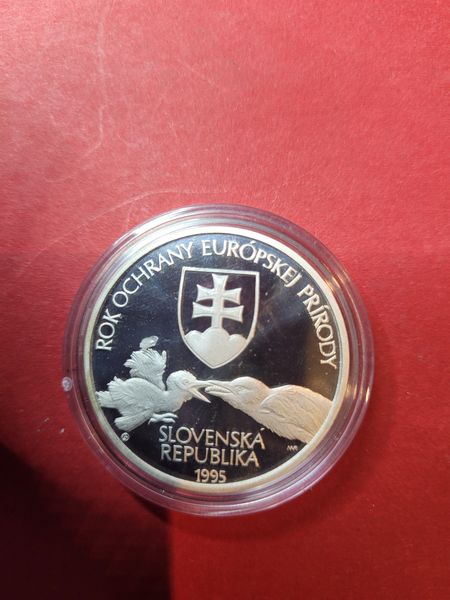 ROK OCHRANY EURÓPSKEJ PRÍRODY
SLOVENSKÁ
REPUBLIKA
1995